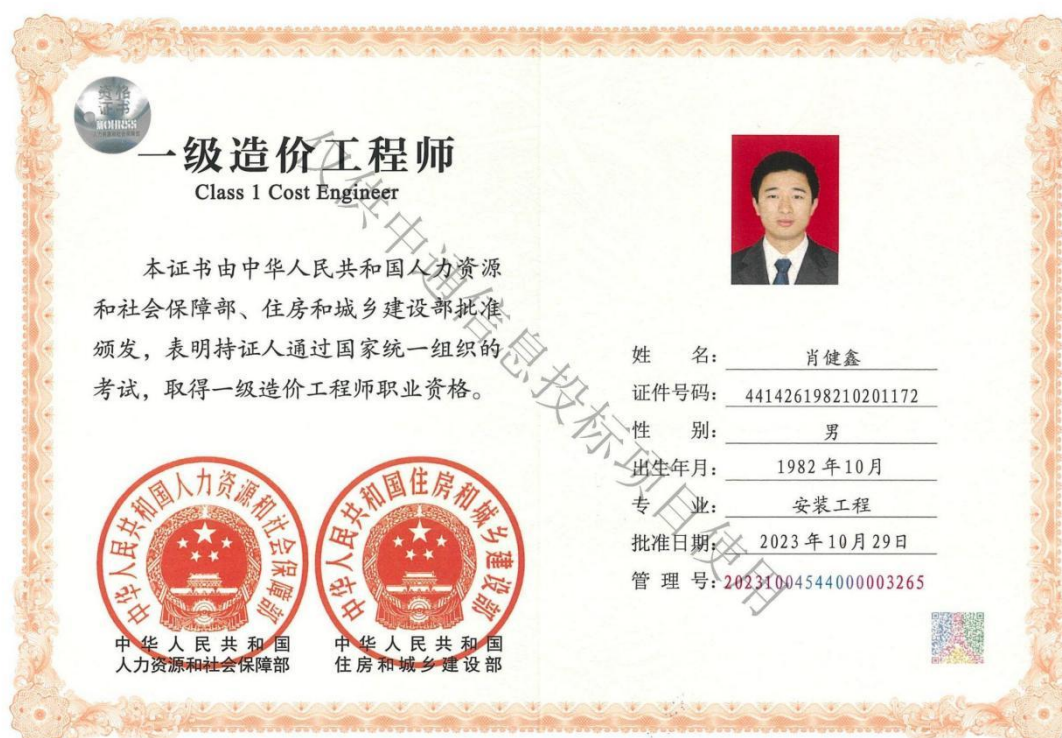 资格
证书
MOHRSS
一级造价工程师
Class 1 Cost Engineer
本证书由中华人民共和国人力资源
和社会保障部、住房和城乡建设部批准
颁发，表明持证人通过国家统一组织的
考试，取得一级造价工程师职业资格。
中华人民共和国人力资源和社会保障部
中华人民共和国住房和城乡建设部
中华人民共和国
人力资源和社会保障部
中华人民共和国
住房和城乡建设部
姓 名： 肖健鑫
证件号码： 441426198210201172
性 别： 男
出生年月： 1982年10月
专 业： 安装工程
批准日期： 2023年10月29日
管 理 号：20231004544000003265
仅供中通信息投标项目使用